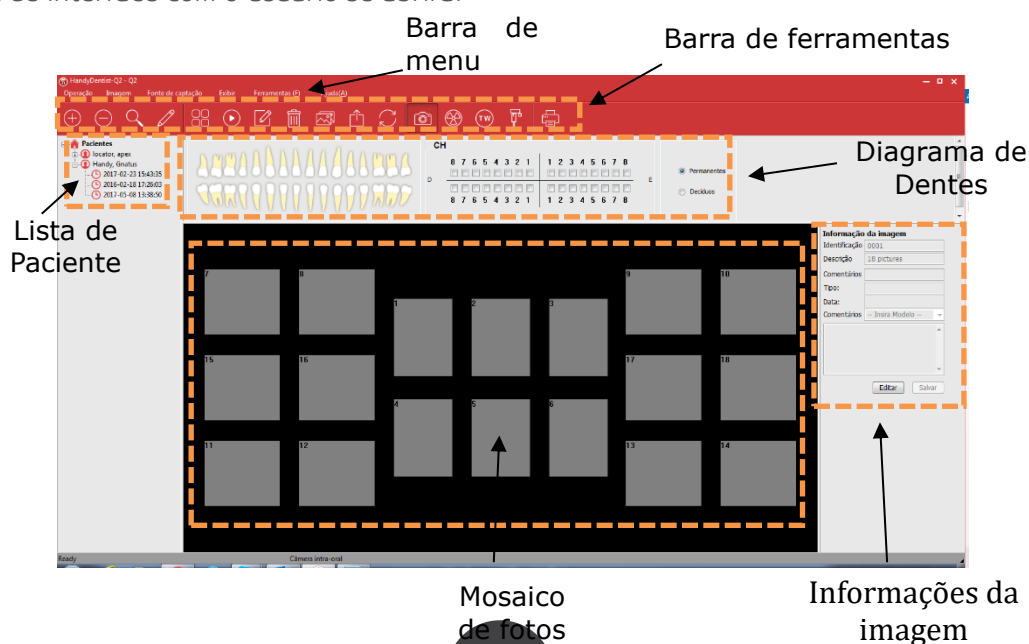 Barra de
menu
Barra de ferramentas
HandyDentist-Q2 - Q2
Operação Imagem Fonte de captação Exibir Ferramentas (F)
TW
Pacientes
locator, apex
Handy, Gnatus
2017-02-23 15:43:35
2016-02-18 17:26:03
2017-05-08 13:38:50
CH
8 7 6 5 4 3 2 1 1 2 3 4 5 6 7 8
D E
8 7 6 5 4 3 2 1 1 2 3 4 5 6 7 8
Permanentes
Decíduos
Diagrama de
Dentes
Lista de
Paciente
Informação da imagem
Identificação 0001
Descrição 18 pictures
Comentários
Tipo:
Data:
Comentários -- Insira Modelo --
Editar Salvar
7 8 9 10
1 2 3
15 16 17 18
4 5 6
11 12 13 14
Ready Câmera intra-oral
Mosaico
de fotos
Informações da
imagem